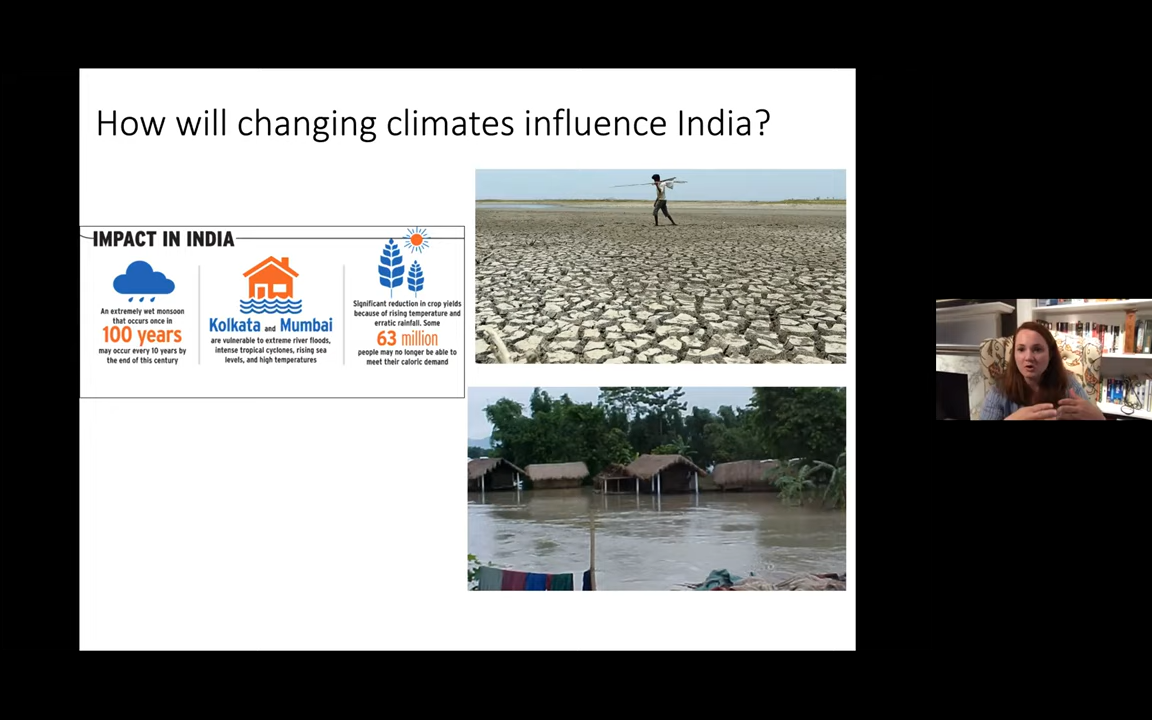 How will changing climates influence India?
IMPACT IN INDIA
An extremely wet monsoon
that occurs once in
100 years
may occur every 10 years by
the end of this century
Kolkata and Mumbai
are vulnerable to extreme river floods,
intense tropical cyclones, rising sea
levels, and high temperatures
Significant reduction in crop yields
because of rising temperature and
erratic rainfall. Some
63 million
people may no longer be able to
meet their caloric demand